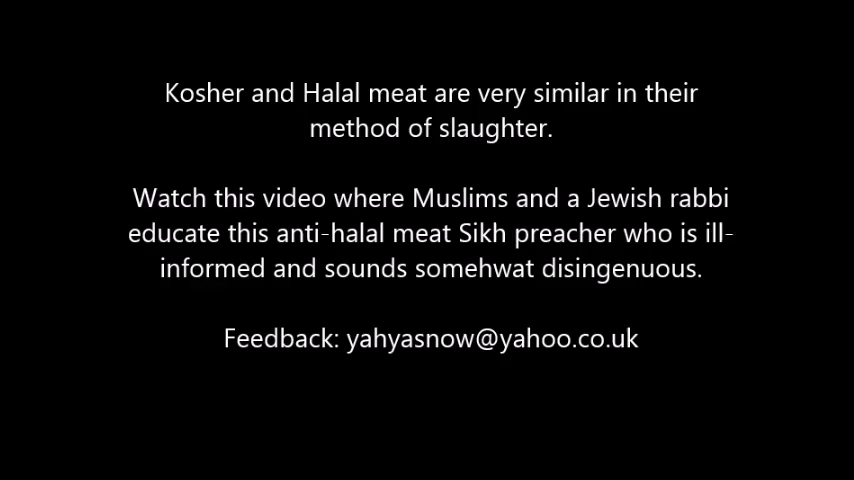 Kosher and Halal meat are very similar in their
method of slaughter.
Watch this video where Muslims and a Jewish rabbi
educate this anti-halal meat Sikh preacher who is ill-
informed and sounds somehwat disingenuous.
Feedback: yahyasnow@yahoo.co.uk